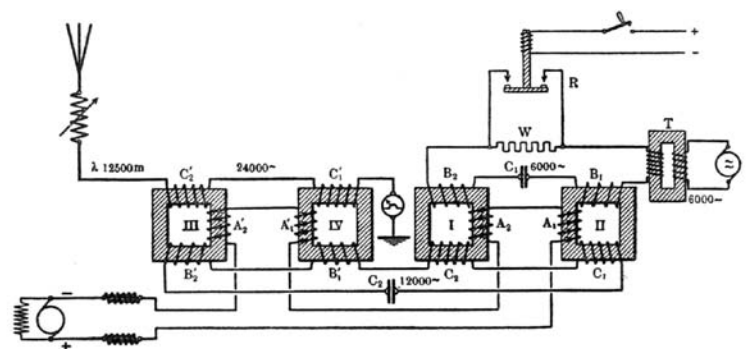 +
−
R
W
T
λ 12500m
C₂′
24000~
C₁′
B₂
C₁
6000~
B₁
≈
6000~
III
A₂′
A₁′
IV
I
A₂
A₁
II
B₂′
B₁′
C₂
C₂
12000~
C₁
−
+